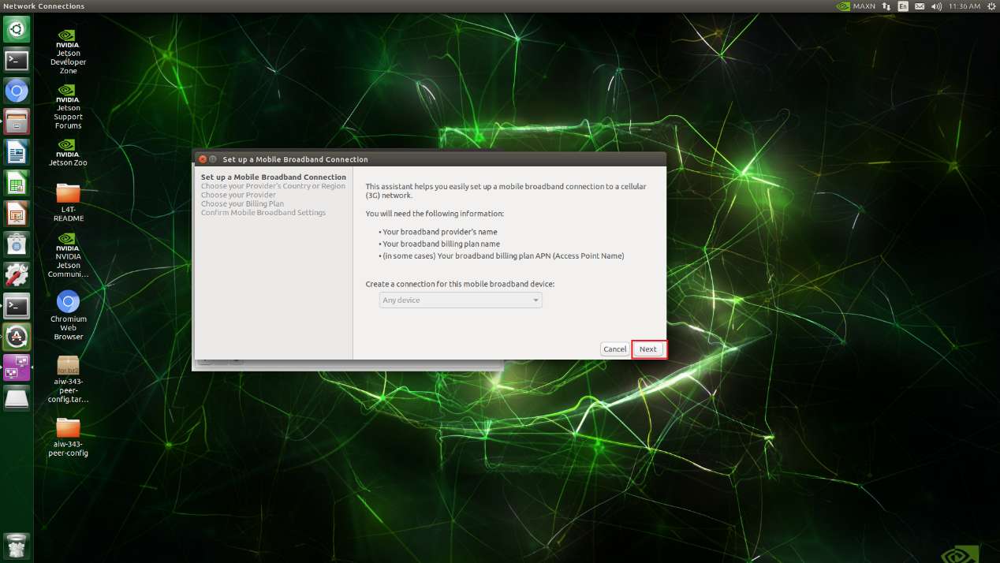 Network Connections
MAXN
En
11:36 AM
NVIDIA.
Jetson
Developer
Zone
NVIDIA.
Jetson
Support
Forums
NVIDIA.
Jetson Zoo
L4T-
README
NVIDIA.
NVIDIA
Jetson
Communi...
Chromium
Web
Browser
tar.bz2
aiw-343-
peer-
config.tar...
aiw-343-
peer-config
Set up a Mobile Broadband Connection
Set up a Mobile Broadband Connection
Choose your Provider's Country or Region
Choose your Provider
Choose your Billing Plan
Confirm Mobile Broadband Settings
This assistant helps you easily set up a mobile broadband connection to a cellular
(3G) network.
You will need the following information:
• Your broadband provider's name
• Your broadband billing plan name
• (in some cases) Your broadband billing plan APN (Access Point Name)
Create a connection for this mobile broadband device:
Any device
Cancel
Next